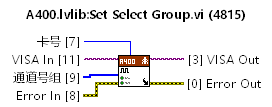 A400.lvlib:Set Select Group.vi (4815)
卡号 [7]
VISA In [11]
通道号组 [9]
Error In [8]
A400
[3] VISA Out
[0] Error Out